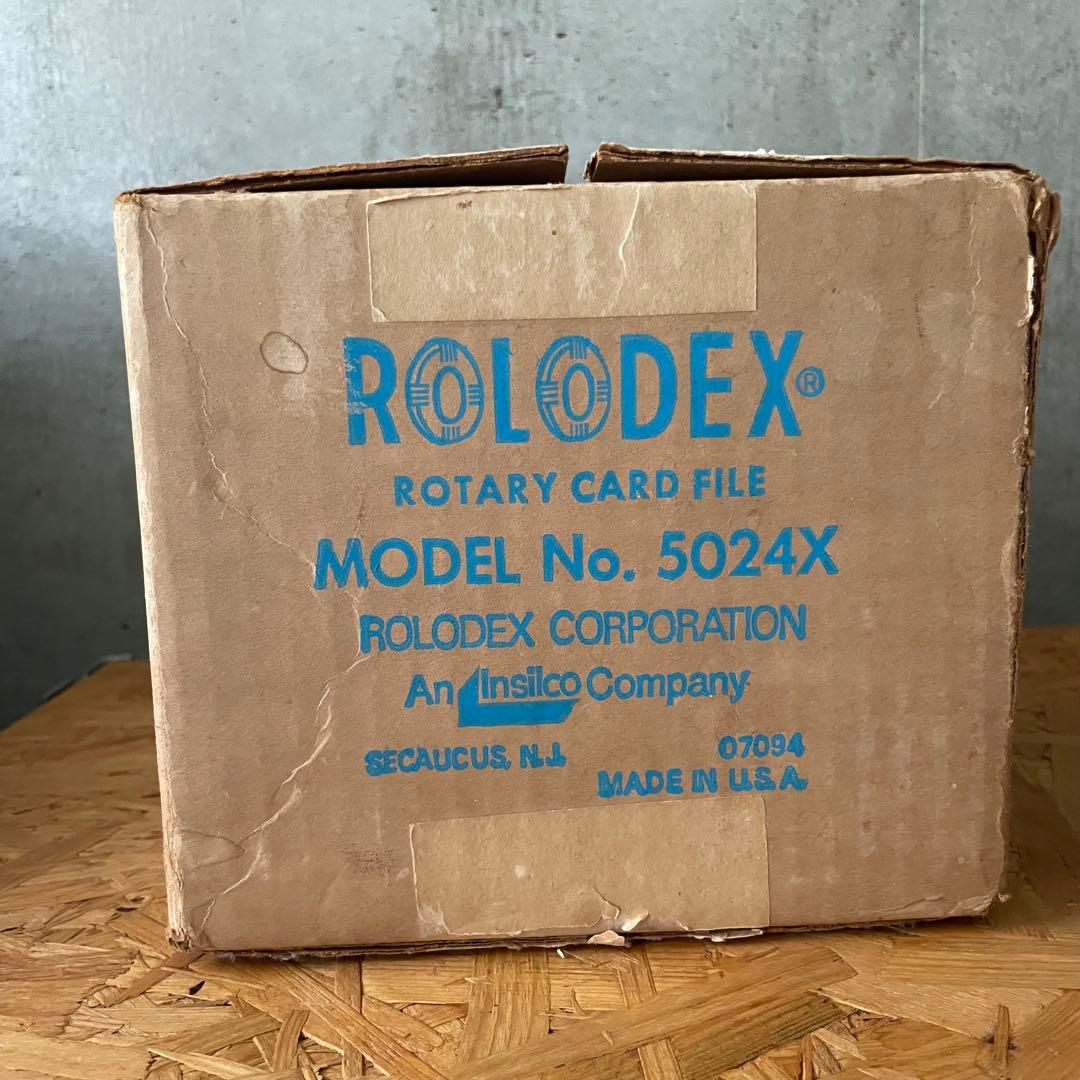 ROLODEX®
ROTARY CARD FILE
MODEL No. 5024X
ROLODEX CORPORATION
An Insilco Company
SECAUCUS, N.J. 07094
MADE IN U.S.A.